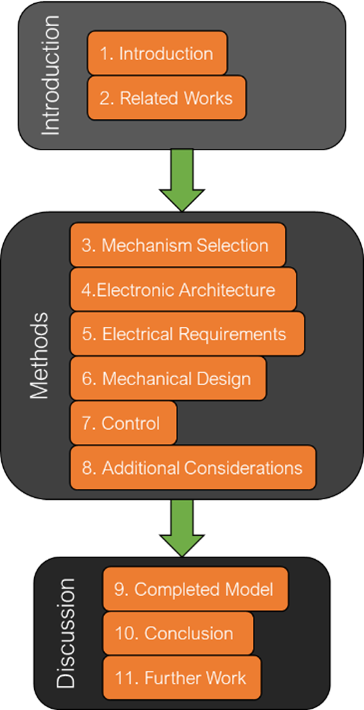 Introduction
1. Introduction
2. Related Works
Methods
3. Mechanism Selection
4.Electronic Architecture
5. Electrical Requirements
6. Mechanical Design
7. Control
8. Additional Considerations
Discussion
9. Completed Model
10. Conclusion
11. Further Work